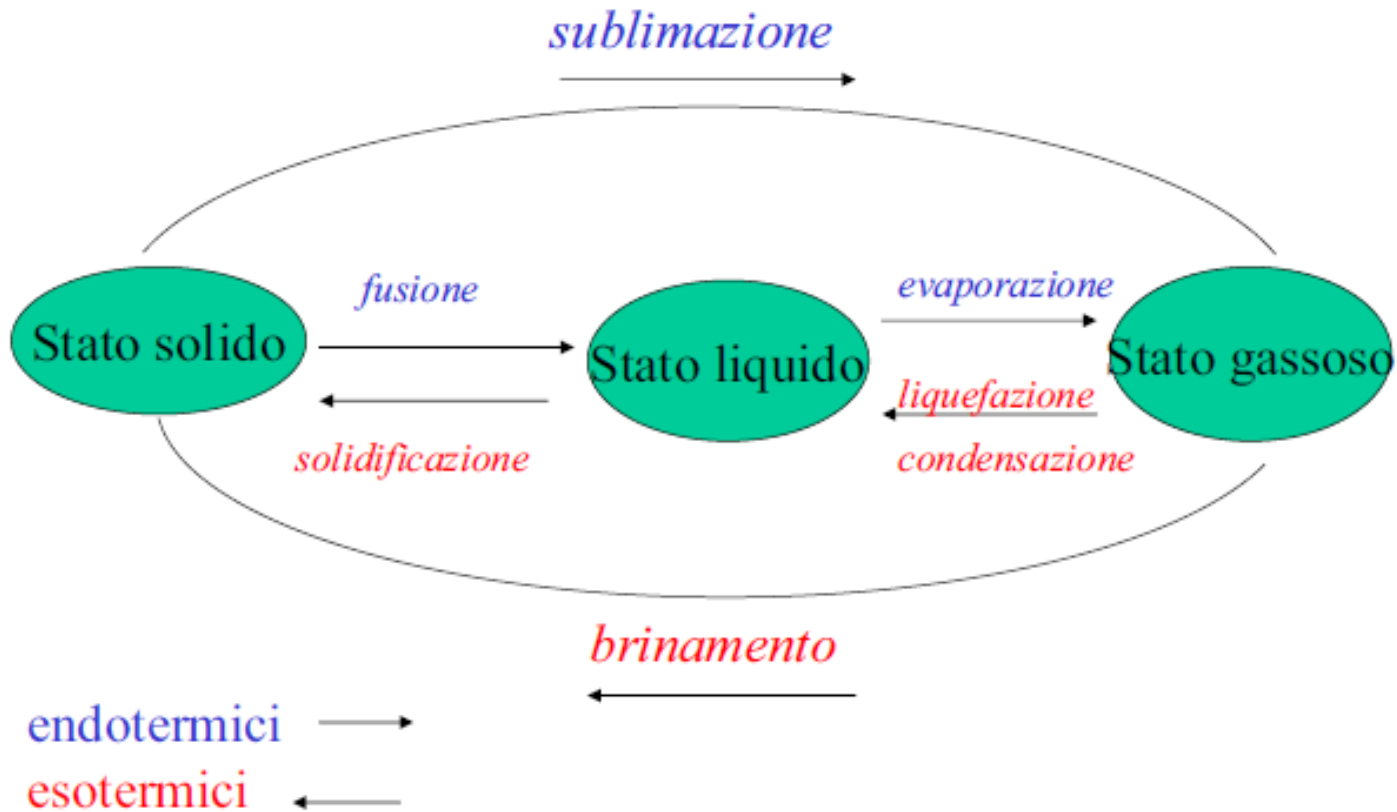 sublimazione
fusione
evaporazione
Stato solido
Stato liquido
Stato gassoso
liquefazione
solidificazione
condensazione
brinamento
endotermici
esotermici